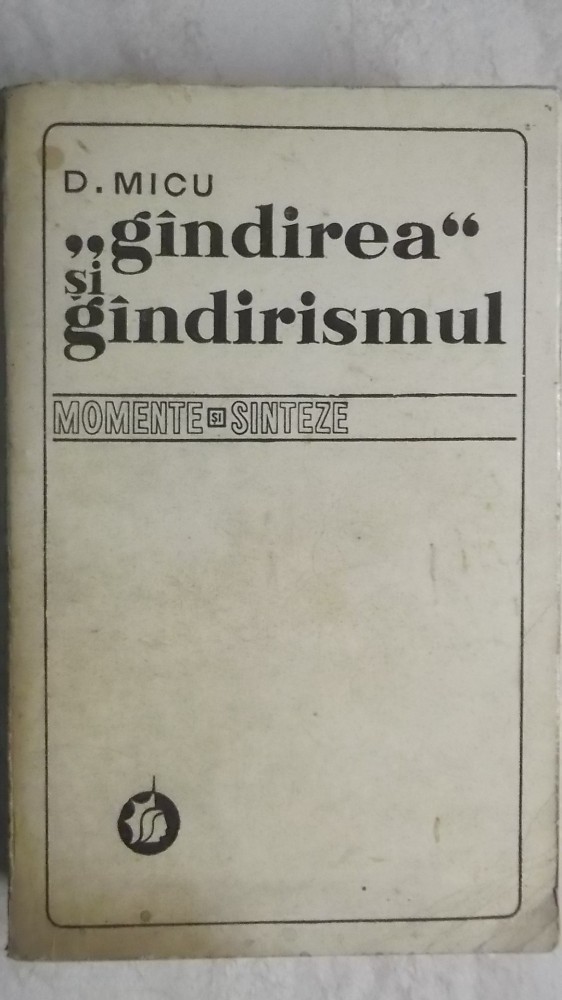 D. MICU
„gîndirea“
și
gîndirismul
MOMENTE ȘI SINTEZE